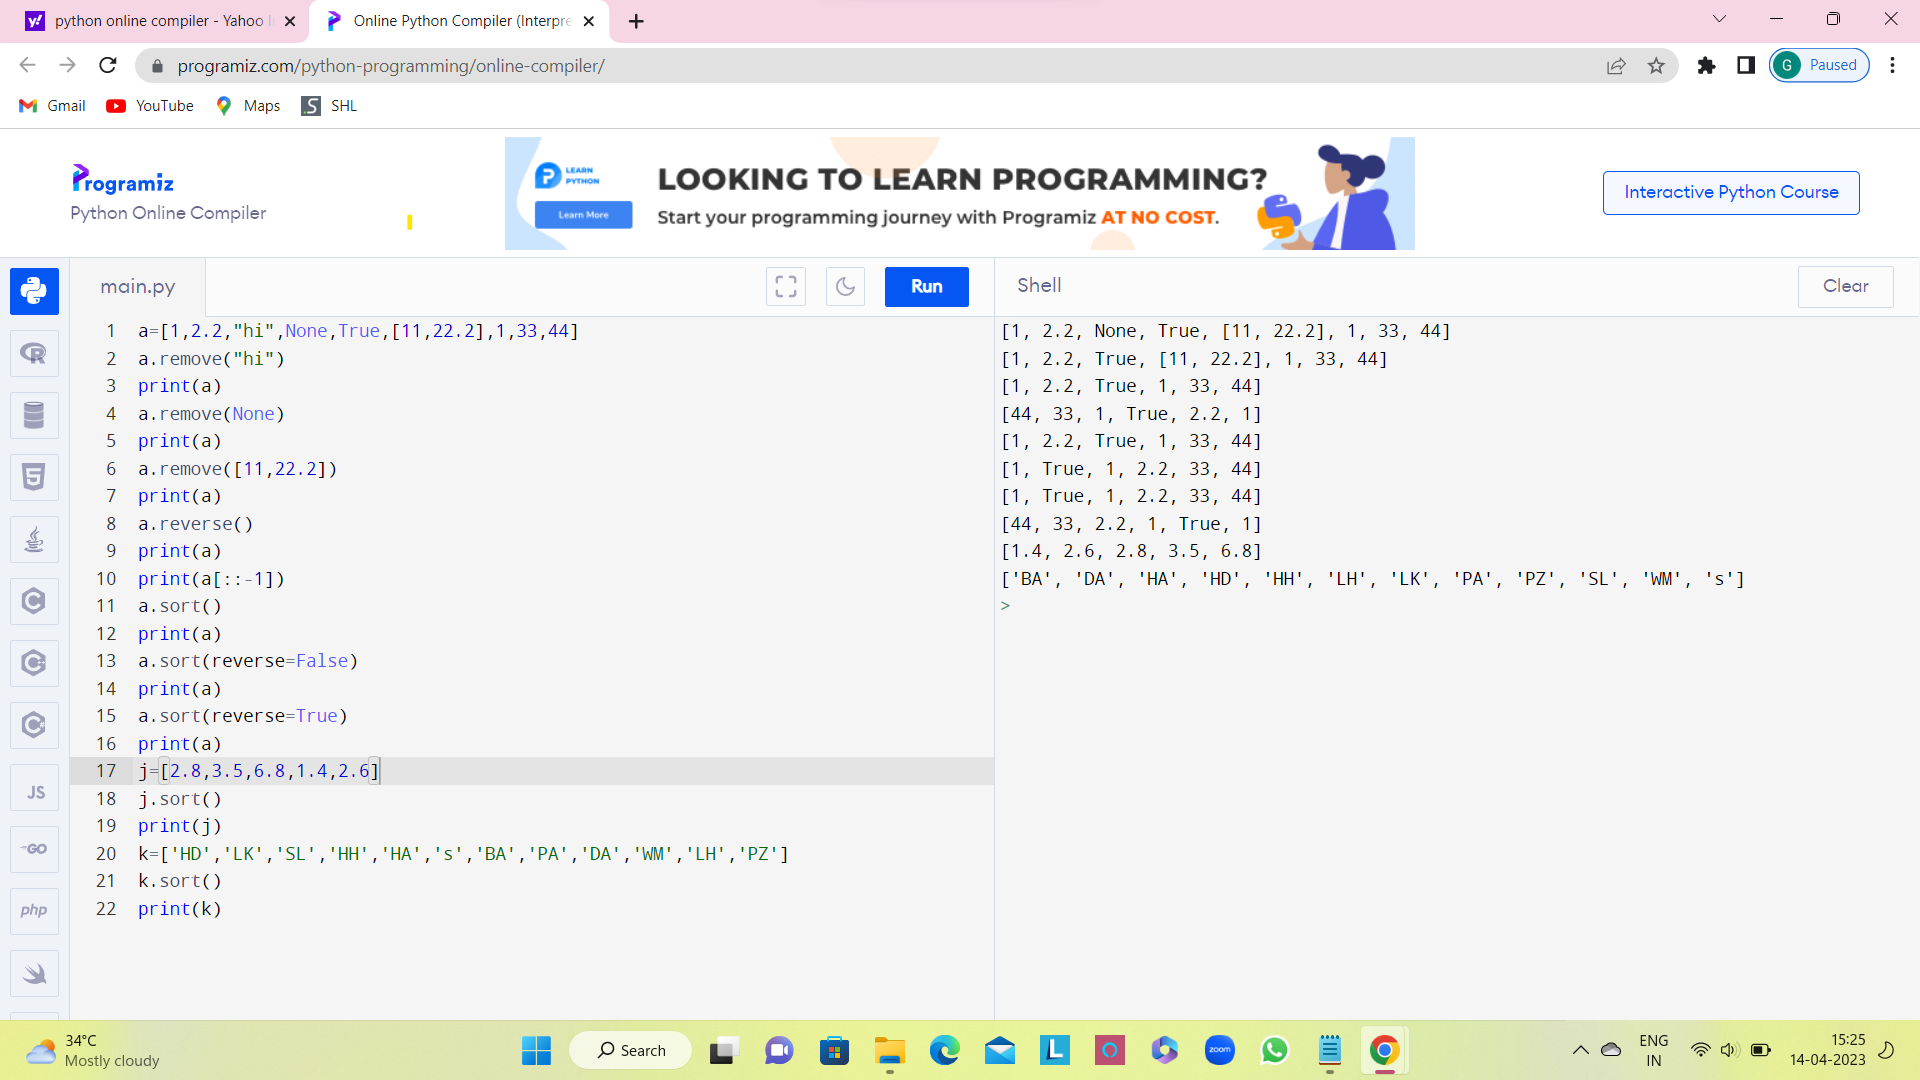 python online compiler - Yahoo I
Online Python Compiler (Interpre
programiz.com/python-programming/online-compiler/
G Paused
Gmail YouTube Maps SHL
Programiz
Python Online Compiler
LEARN PYTHON
Learn More
LOOKING TO LEARN PROGRAMMING?
Start your programming journey with Programiz AT NO COST.
Interactive Python Course
main.py
Run
Shell
Clear
1 a=[1,2.2,"hi",None,True,[11,22.2],1,33,44]
2 a.remove("hi")
3 print(a)
4 a.remove(None)
5 print(a)
6 a.remove([11,22.2])
7 print(a)
8 a.reverse()
9 print(a)
10 print(a[::-1])
11 a.sort()
12 print(a)
13 a.sort(reverse=False)
14 print(a)
15 a.sort(reverse=True)
16 print(a)
17 j=[2.8,3.5,6.8,1.4,2.6]
18 j.sort()
19 print(j)
20 k=['HD','LK','SL','HH','HA','s','BA','PA','DA','WM','LH','PZ']
21 k.sort()
22 print(k)
[1, 2.2, None, True, [11, 22.2], 1, 33, 44]
[1, 2.2, True, [11, 22.2], 1, 33, 44]
[1, 2.2, True, 1, 33, 44]
[44, 33, 1, True, 2.2, 1]
[1, 2.2, True, 1, 33, 44]
[1, True, 1, 2.2, 33, 44]
[1, True, 1, 2.2, 33, 44]
[44, 33, 2.2, 1, True, 1]
[1.4, 2.6, 2.8, 3.5, 6.8]
['BA', 'DA', 'HA', 'HD', 'HH', 'LH', 'LK', 'PA', 'PZ', 'SL', 'WM', 's']
>
JS
GO
php
34°C
Mostly cloudy
Search
zoom
ENG
IN
15:25
14-04-2023